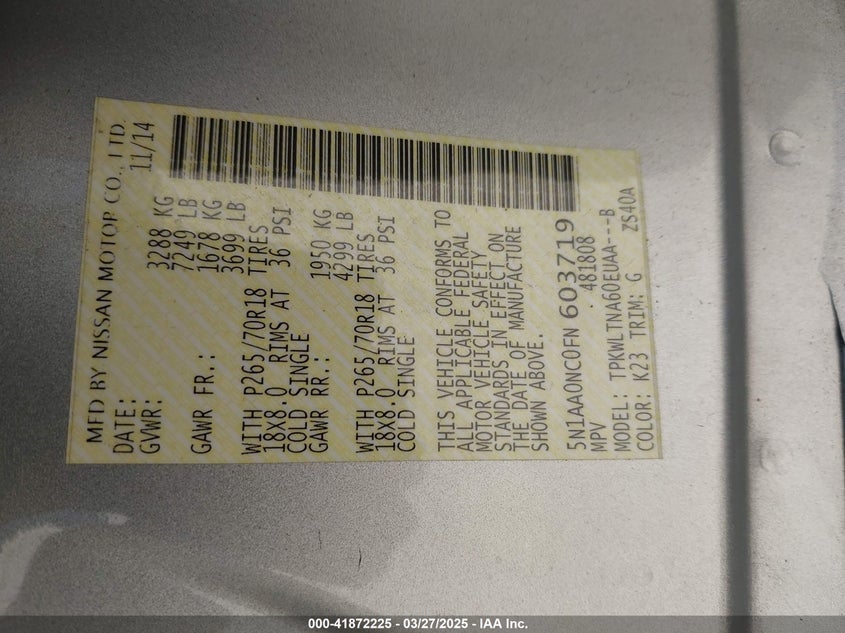 MFD BY NISSAN MOTOR CO., LTD
DATE: 11/14
GVWR: 3288 KG
7249 LB
GAWR FR.: 1678 KG
3699 LB
WITH P265/70R18 TIRES
18X8.0 RIMS AT 36 PSI
COLD SINGLE
GAWR RR.: 1950 KG
4299 LB
WITH P265/70R18 TIRES
18X8.0 RIMS AT 36 PSI
COLD SINGLE
THIS VEHICLE CONFORMS TO
ALL APPLICABLE FEDERAL
MOTOR VEHICLE SAFETY
STANDARDS IN EFFECT ON
THE DATE OF MANUFACTURE
SHOWN ABOVE.
5N1AA0NC0FN603719
MPV 481808
MODEL: TPKWLTNA60EUAA---B
COLOR: K23 TRIM: G ZS40A
000-41872225 - 03/27/2025 - IAA Inc.